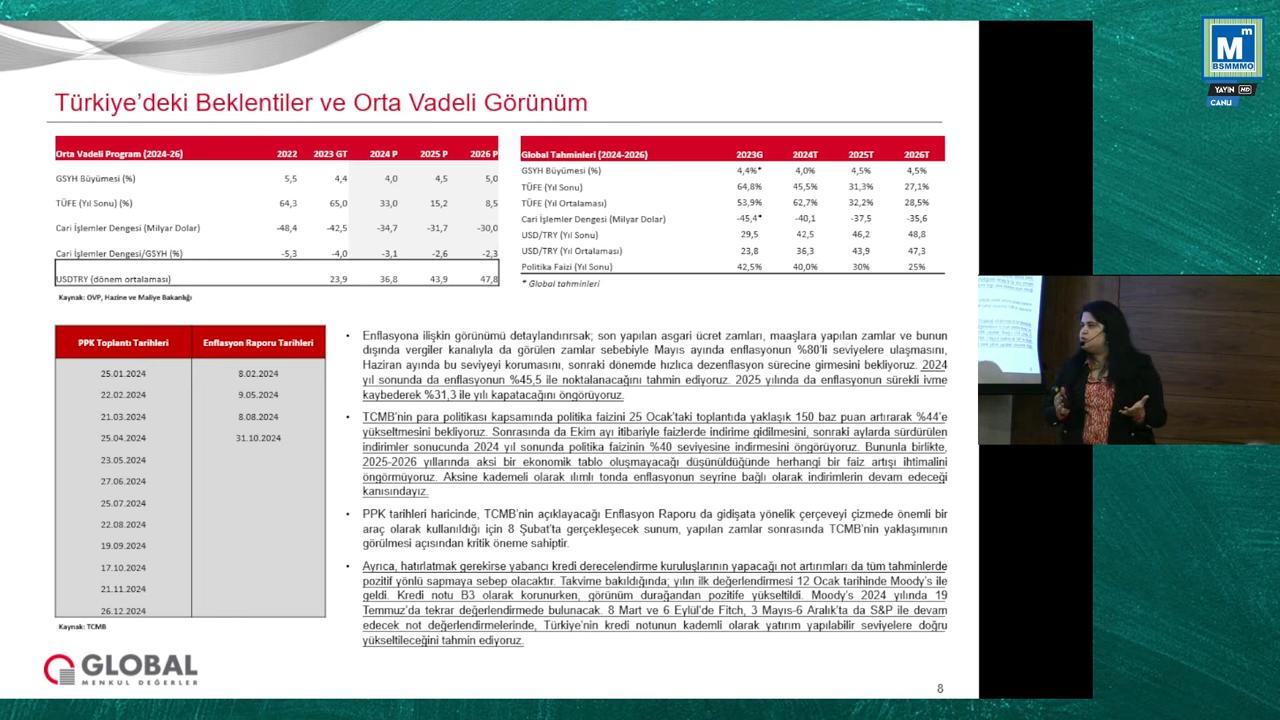 Türkiye'deki Beklentiler ve Orta Vadeli Görünüm
Orta Vadeli Program (2024-26) 2022 2023 GT 2024 P 2025 P 2026 P
GSYH Büyümesi (%) 5,5 4,4 4,0 4,5 5,0
TÜFE (Yıl Sonu) (%) 64,3 65,0 33,0 15,2 8,5
Cari İşlemler Dengesi (Milyar Dolar) -48,4 -42,5 -34,7 -31,7 -30,0
Cari İşlemler Dengesi/GSYH (%) -5,3 -4,0 -3,1 -2,6 -2,3
USDTRY (dönem ortalaması) 23,9 36,8 43,9 47,8
Kaynak: OVP, Hazine ve Maliye Bakanlığı
Global Tahminleri (2024-2026) 2023G 2024T 2025T 2026T
GSYH Büyümesi (%) 4,4%* 4,0% 4,5% 4,5%
TÜFE (Yıl Sonu) 64,8% 45,5% 31,3% 27,1%
TÜFE (Yıl Ortalaması) 53,9% 62,7% 32,2% 28,5%
Cari İşlemler Dengesi (Milyar Dolar) -45,4* -40,1 -37,5 -35,6
USD/TRY (Yıl Sonu) 29,5 42,5 46,2 48,8
USD/TRY (Yıl Ortalaması) 23,8 36,3 43,9 47,3
Politika Faizi (Yıl Sonu) 42,5% 40,0% 30% 25%
* Global tahminleri
PPK Toplantı Tarihleri Enflasyon Raporu Tarihleri
25.01.2024 8.02.2024
22.02.2024 9.05.2024
21.03.2024 8.08.2024
25.04.2024 31.10.2024
23.05.2024
27.06.2024
25.07.2024
22.08.2024
19.09.2024
17.10.2024
21.11.2024
26.12.2024
Kaynak: TCMB
• Enflasyona ilişkin görünümü detaylandırırsak; son yapılan asgari ücret zamları, maaşlara yapılan zamlar ve bunun
dışında vergiler kanalıyla da görülen zamlar sebebiyle Mayıs ayında enflasyonun %80'li seviyelere ulaşmasını,
Haziran ayında bu seviyeyi korumasını, sonraki dönemde hızlıca dezenflasyon sürecine girmesini bekliyoruz. 2024
yıl sonunda da enflasyonun %45,5 ile noktalanacağını tahmin ediyoruz. 2025 yılında da enflasyonun sürekli ivme
kaybederek %31,3 ile yılı kapatacağını öngörüyoruz.
• TCMB'nin para politikası kapsamında politika faizini 25 Ocak'taki toplantıda yaklaşık 150 baz puan artırarak %44'e
yükseltmesini bekliyoruz. Sonrasında da Ekim ayı itibariyle faizlerde indirime gidilmesini, sonraki aylarda sürdürülen
indirimler sonucunda 2024 yıl sonunda politika faizinin %40 seviyesine indirmesini öngörüyoruz. Bununla birlikte,
2025-2026 yıllarında aksi bir ekonomik tablo oluşmayacağı düşünüldüğünde herhangi bir faiz artışı ihtimalini
öngörmüyoruz. Aksine kademeli olarak ılımlı tonda enflasyonun seyrine bağlı olarak indirimlerin devam edeceği
kanısındayız.
• PPK tarihleri haricinde, TCMB'nin açıklayacağı Enflasyon Raporu da gidişata yönelik çerçeveyi çizmede önemli bir
araç olarak kullanıldığı için 8 Şubat'ta gerçekleşecek sunum, yapılan zamlar sonrasında TCMB'nin yaklaşımının
görülmesi açısından kritik öneme sahiptir.
• Ayrıca, hatırlatmak gerekirse yabancı kredi derecelendirme kuruluşlarının yapacağı not artırımları da tüm tahminlerde
pozitif yönlü sapmaya sebep olacaktır. Takvime bakıldığında; yılın ilk değerlendirmesi 12 Ocak tarihinde Moody's ile
geldi. Kredi notu B3 olarak korunurken, görünüm durağandan pozitife yükseltildi. Moody's 2024 yılında 19
Temmuz'da tekrar değerlendirmede bulunacak. 8 Mart ve 6 Eylül'de Fitch, 3 Mayıs-6 Aralık'ta da S&P ile devam
edecek not değerlendirmelerinde, Türkiye'nin kredi notunun kademli olarak yatırım yapılabilir seviyelere doğru
yükseltileceğini tahmin ediyoruz.
GLOBAL
MENKUL DEĞERLER
8
M m
BSMMMO
YAYIN HD
CANLI